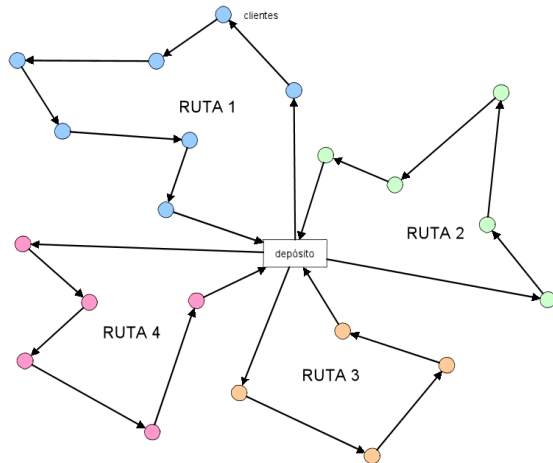 clientes
RUTA 1
RUTA 2
depósito
RUTA 4
RUTA 3